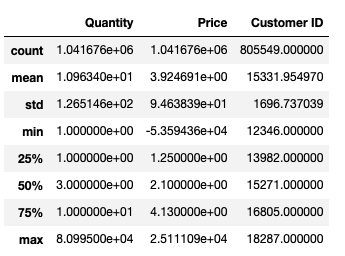 Quantity Price Customer ID
count 1.041676e+06 1.041676e+06 805549.000000
mean 1.096340e+01 3.924691e+00 15331.954970
std 1.265146e+02 9.463839e+01 1696.737039
min 1.000000e+00 -5.359436e+04 12346.000000
25% 1.000000e+00 1.250000e+00 13982.000000
50% 3.000000e+00 2.100000e+00 15271.000000
75% 1.000000e+01 4.130000e+00 16805.000000
max 8.099500e+04 2.511109e+04 18287.000000